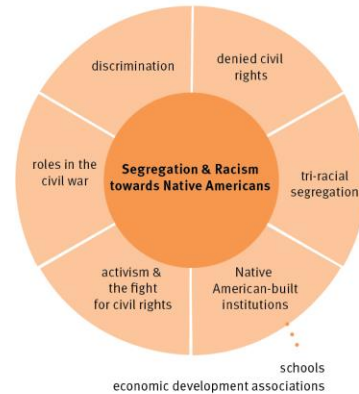 discrimination
denied civil
rights
roles in the
civil war
Segregation & Racism
towards Native Americans
tri-racial
segregation
activism &
the fight
for civil rights
Native
American-built
institutions
schools
economic development associations